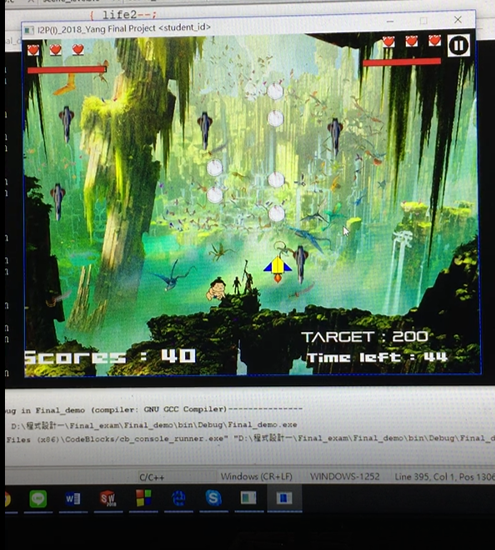 { life2--;
I2P(I)_2018_Yang Final Project <student_id>
TARGET : 200
Scores : 40
Time left : 44
ug in Final_demo (compiler: GNU GCC Compiler)---------------
D:\程式設計一\Final_exam\Final_demo\bin\Debug\Final_demo.exe
Files (x86)\CodeBlocks/cb_console_runner.exe" "D:\程式設計一\Final_exam\Final_demo\bin\Debug\Final_d
C/C++ Windows (CR+LF) WINDOWS-1252 Line 395, Col 1, Pos 1306